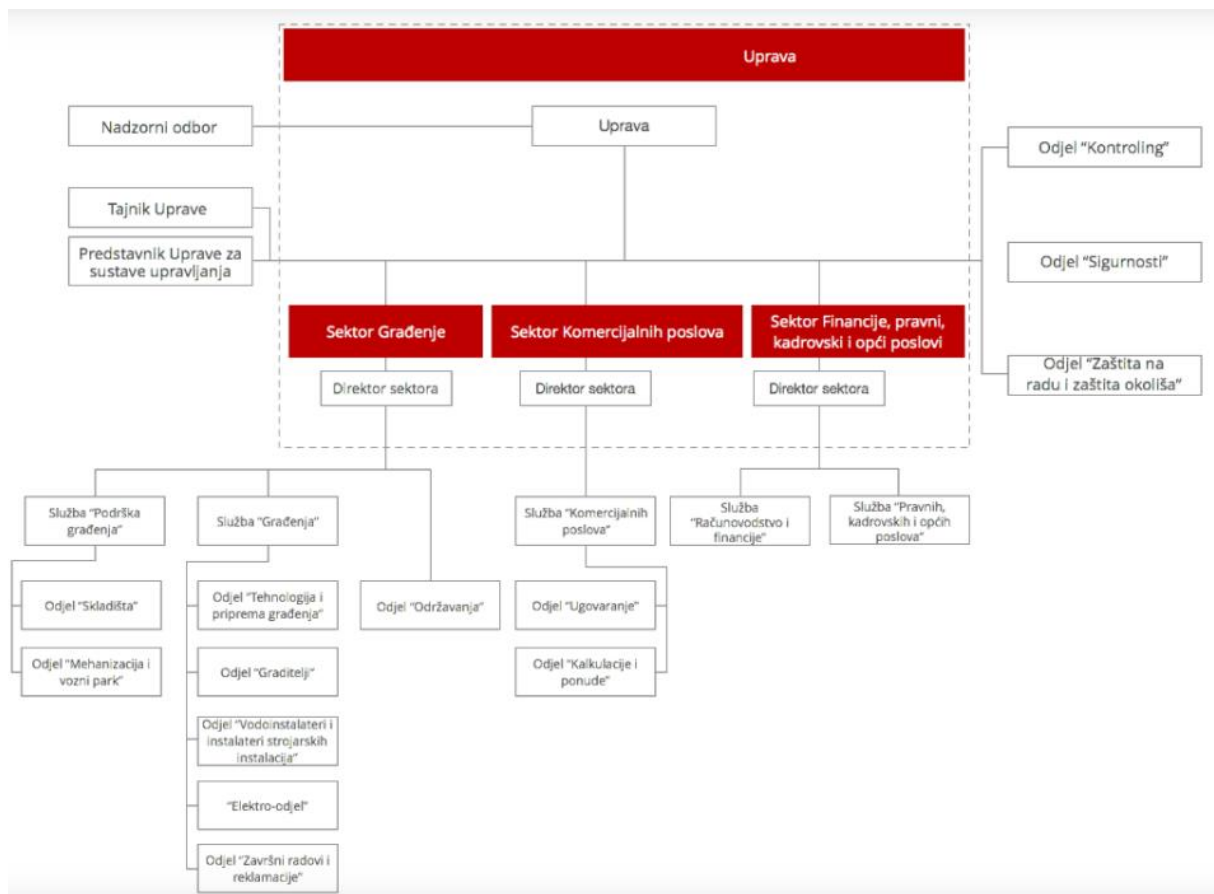 Uprava
Nadzorni odbor
Uprava
Odjel “Kontroling”
Tajnik Uprave
Predstavnik Uprave za
sustave upravljanja
Odjel “Sigurnosti”
Sektor Građenje
Sektor Komercijalnih poslova
Sektor Financije, pravni,
kadrovski i opći poslovi
Odjel “Zaštita na
radu i zaštita okoliša”
Direktor sektora
Direktor sektora
Direktor sektora
Služba “Podrška
građenja”
Služba “Građenja”
Služba “Komercijalnih
poslova”
Služba
“Računovodstvo i
financije”
Služba “Pravnih,
kadrovskih i općih
poslova”
Odjel “Skladišta”
Odjel “Tehnologija i
priprema građenja”
Odjel “Održavanja”
Odjel “Ugovaranje”
Odjel “Mehanizacija i
vozni park”
Odjel “Graditelji”
Odjel “Kalkulacije i
ponude”
Odjel “Vodoinstalateri i
instalateri strojarskih
instalacija”
“Elektro-odjel”
Odjel “Završni radovi i
reklamacije”